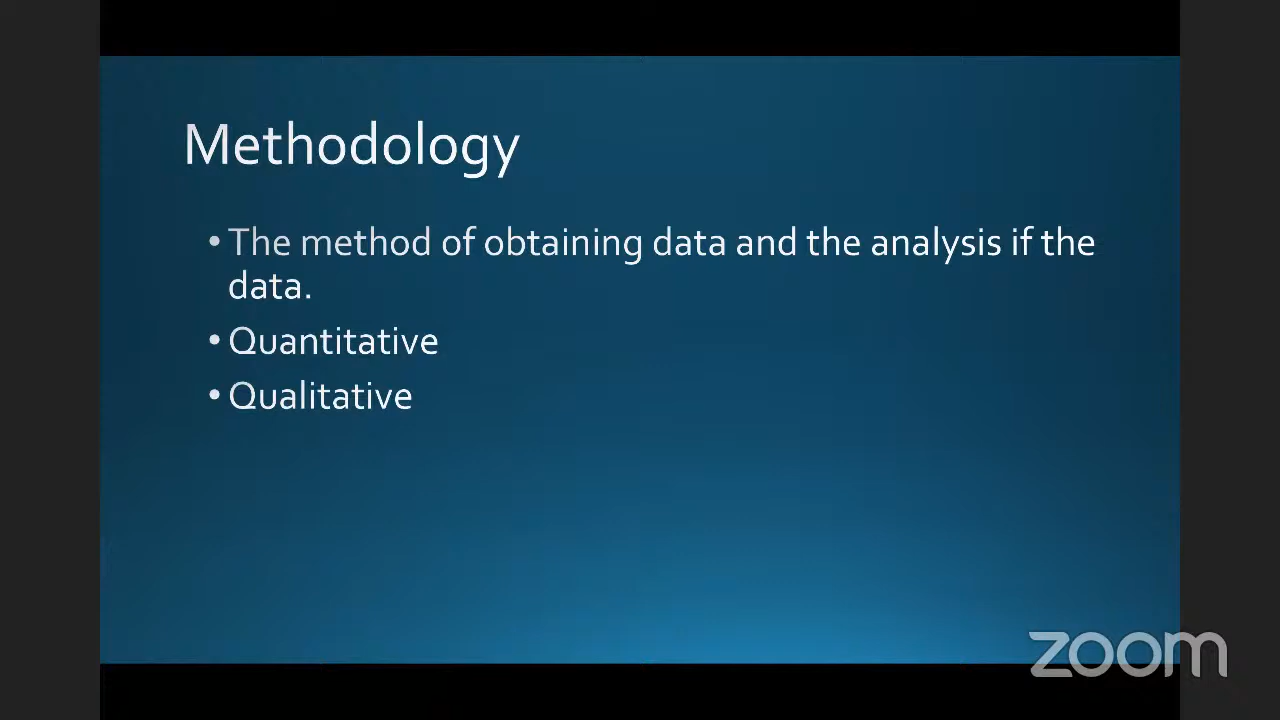 Methodology
• The method of obtaining data and the analysis if the
data.
• Quantitative
• Qualitative
zoom